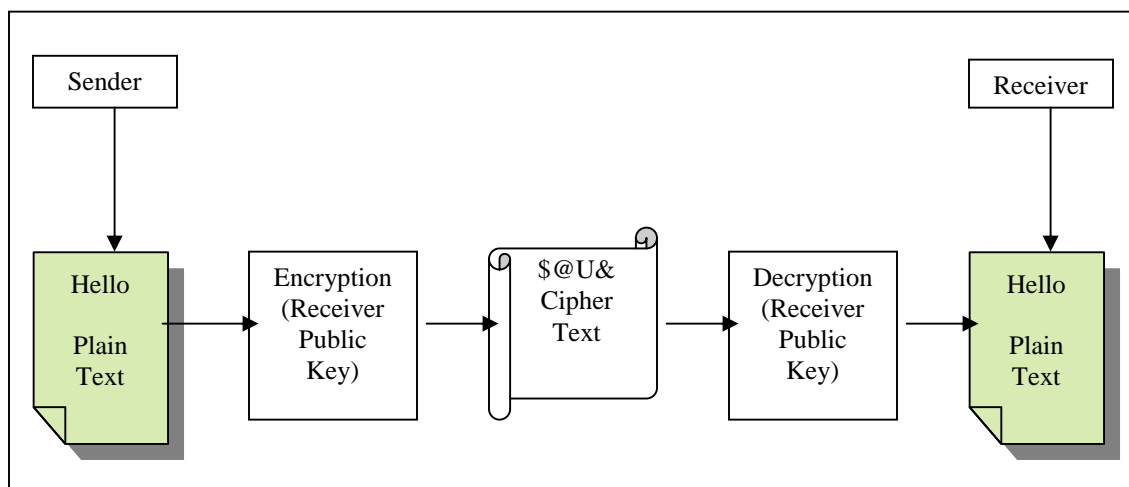 Sender
Receiver
Hello
Plain
Text
Encryption
(Receiver
Public
Key)
$@U&
Cipher
Text
Decryption
(Receiver
Public
Key)
Hello
Plain
Text